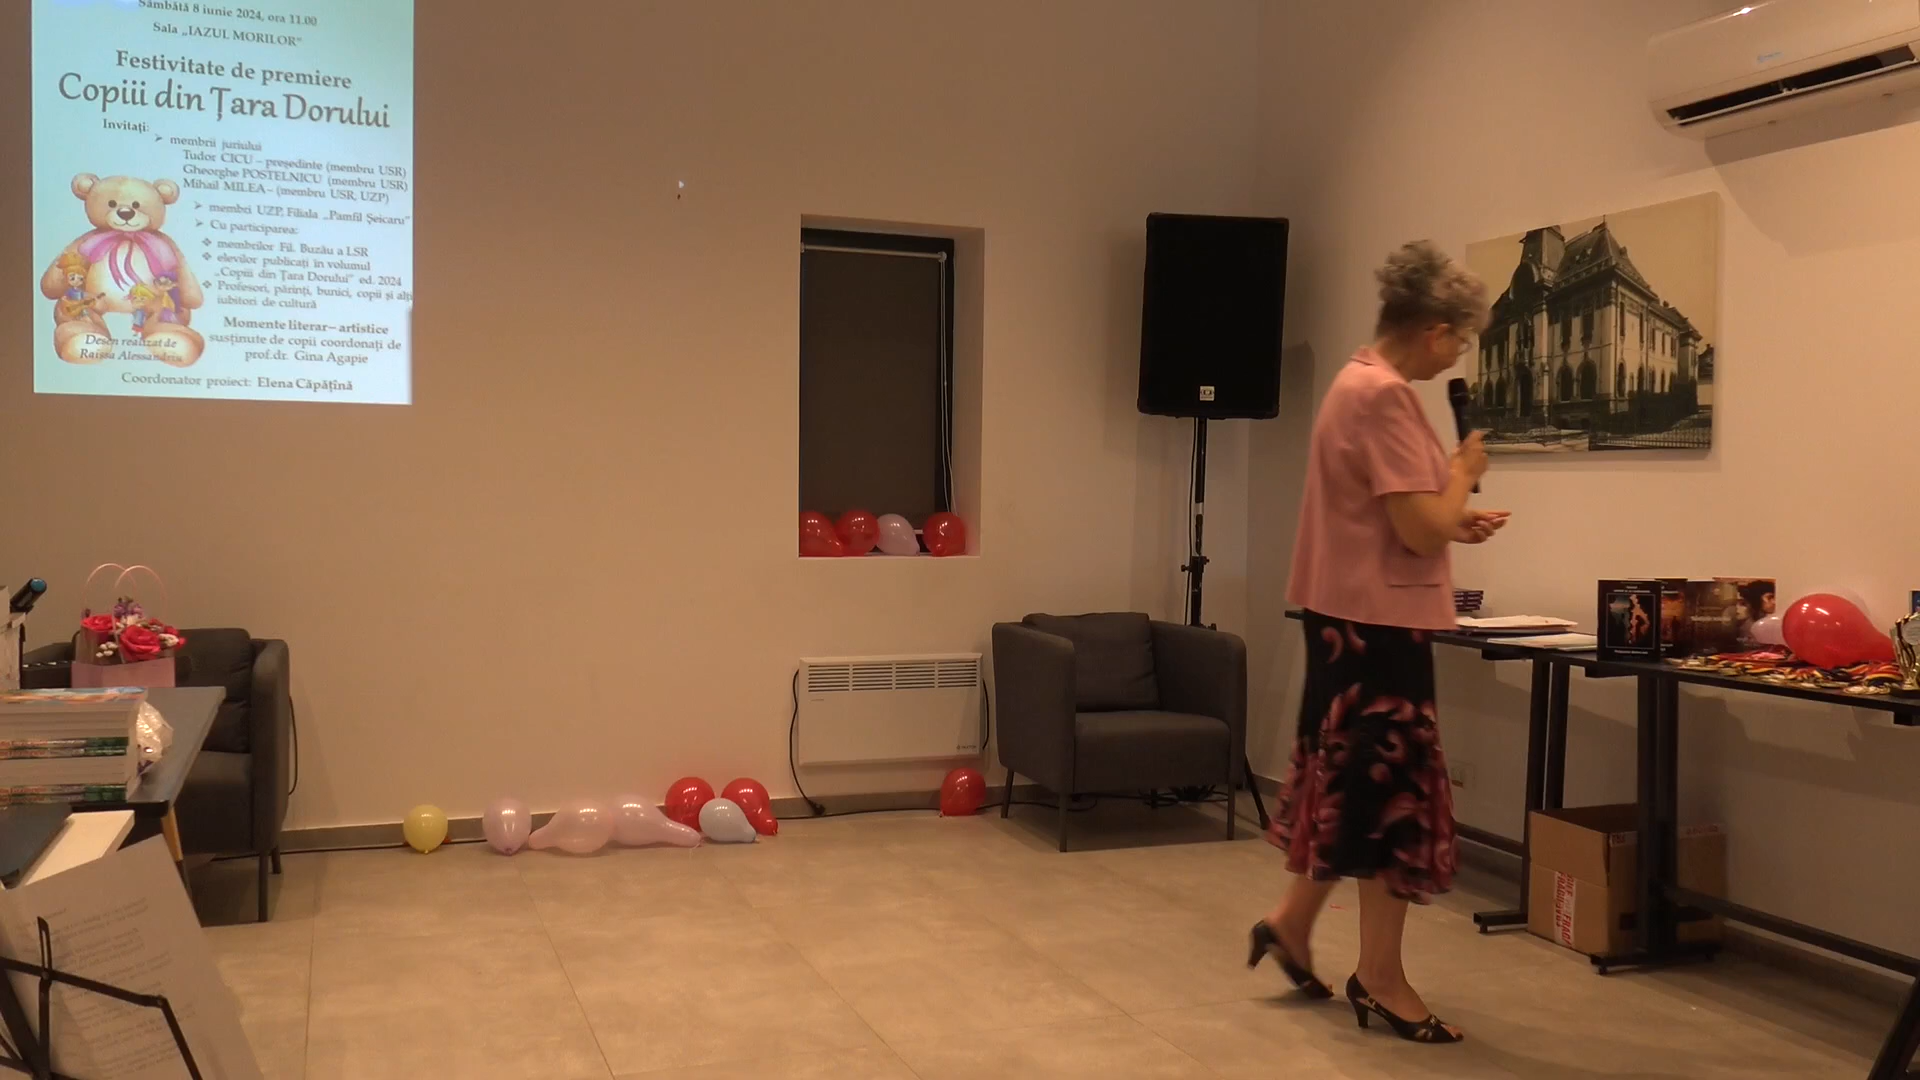 Sâmbătă 8 iunie 2024, ora 11.00
Sala „IAZUL MORILOR"
Festivitate de premiere
Copiii din Țara Dorului
Invitați:
➢ membrii juriului
Tudor CICU – președinte (membru USR)
Gheorghe POSTELNICU (membru USR)
Mihail MILEA– (membru USR, UZP)
➢ membri UZP, Filiala „Pamfil Șeicaru"
➢ Cu participarea:
❖ membrilor Fil. Buzău a LSR
❖ elevilor publicați în volumul
„Copiii din Țara Dorului" ed. 2024
❖ Profesori, părinți, bunici, copii și alți
iubitori de cultură
Momente literar– artistice
susținute de copii coordonați de
prof.dr. Gina Agapie
Desen realizat de
Raissa Alessandra
Coordonator proiect: Elena Căpățînă